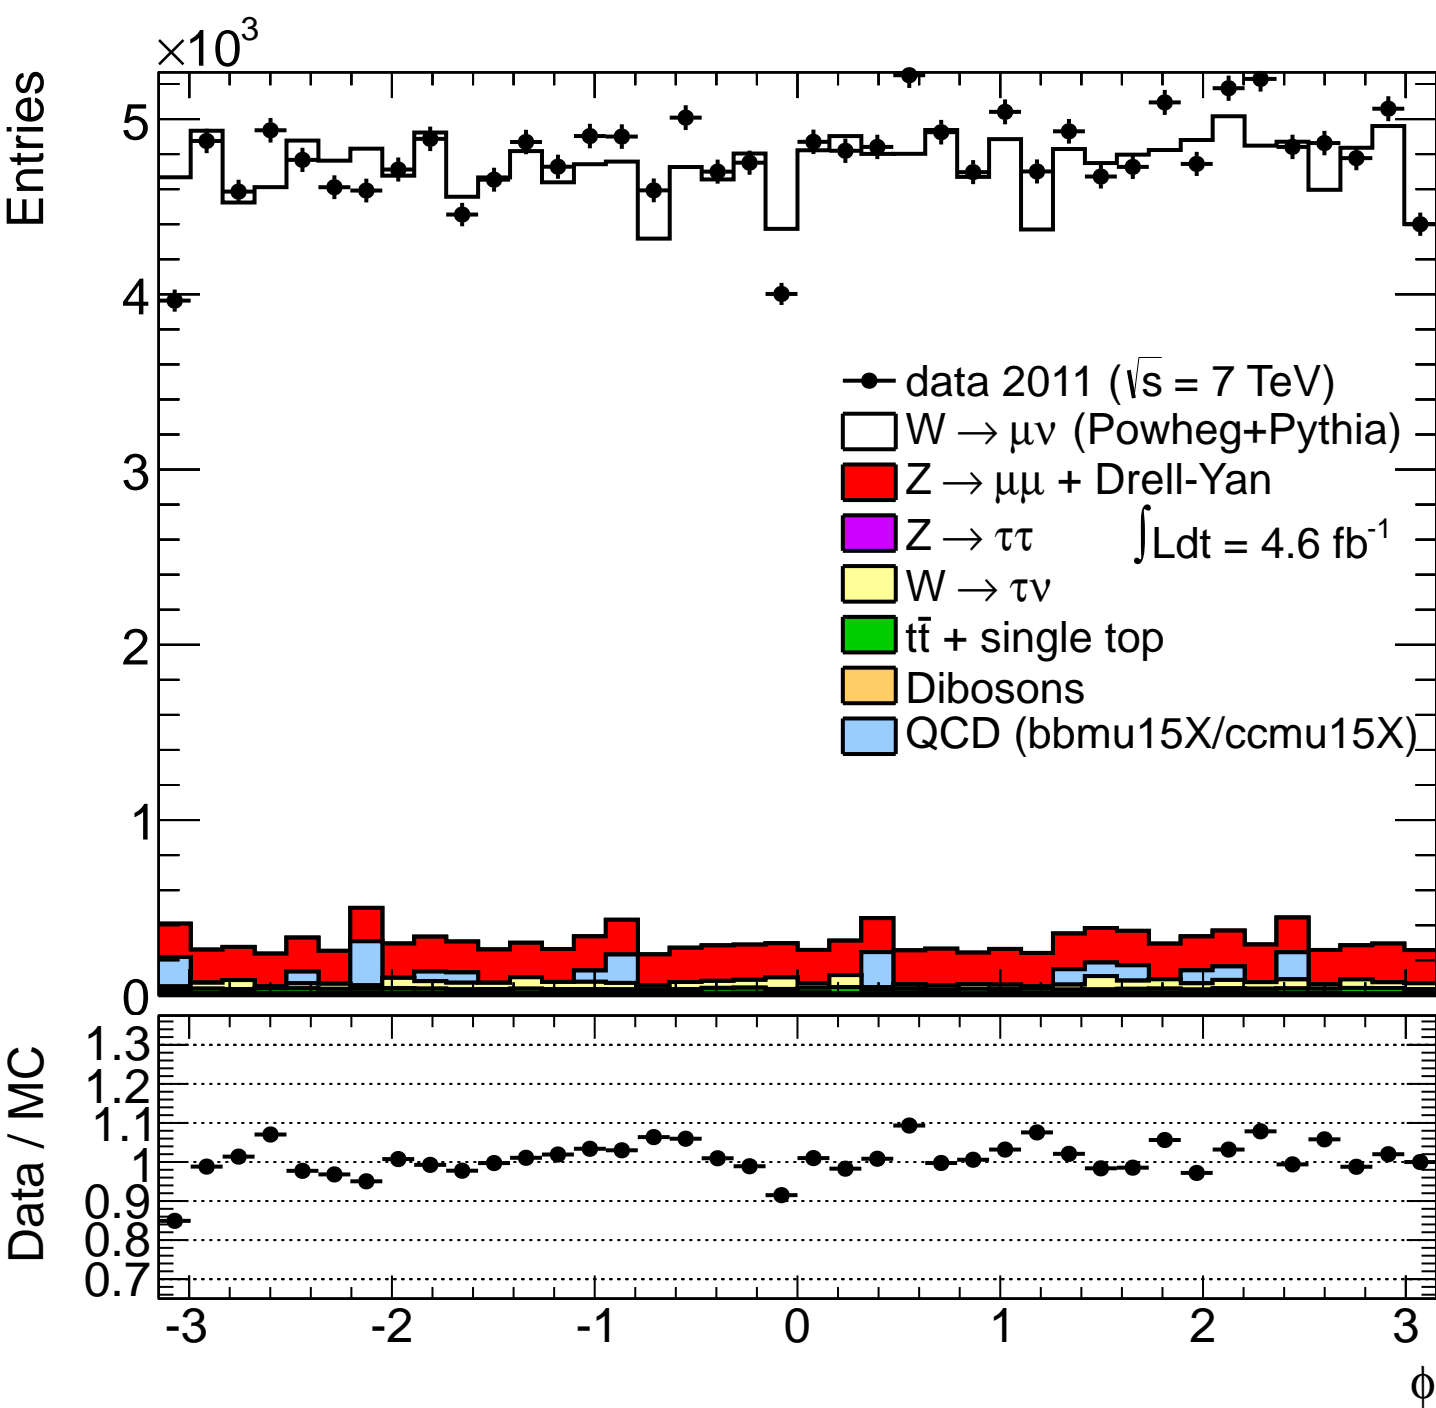 ×10³
Entries
5
4
3
2
1
0
data 2011 (√s = 7 TeV)
W → μν (Powheg+Pythia)
Z → μμ + Drell-Yan
Z → ττ
∫Ldt = 4.6 fb⁻¹
W → τν
tt̄ + single top
Dibosons
QCD (bbmu15X/ccmu15X)
Data / MC
1.3
1.2
1.1
1
0.9
0.8
0.7
-3 -2 -1 0 1 2 3
ϕ